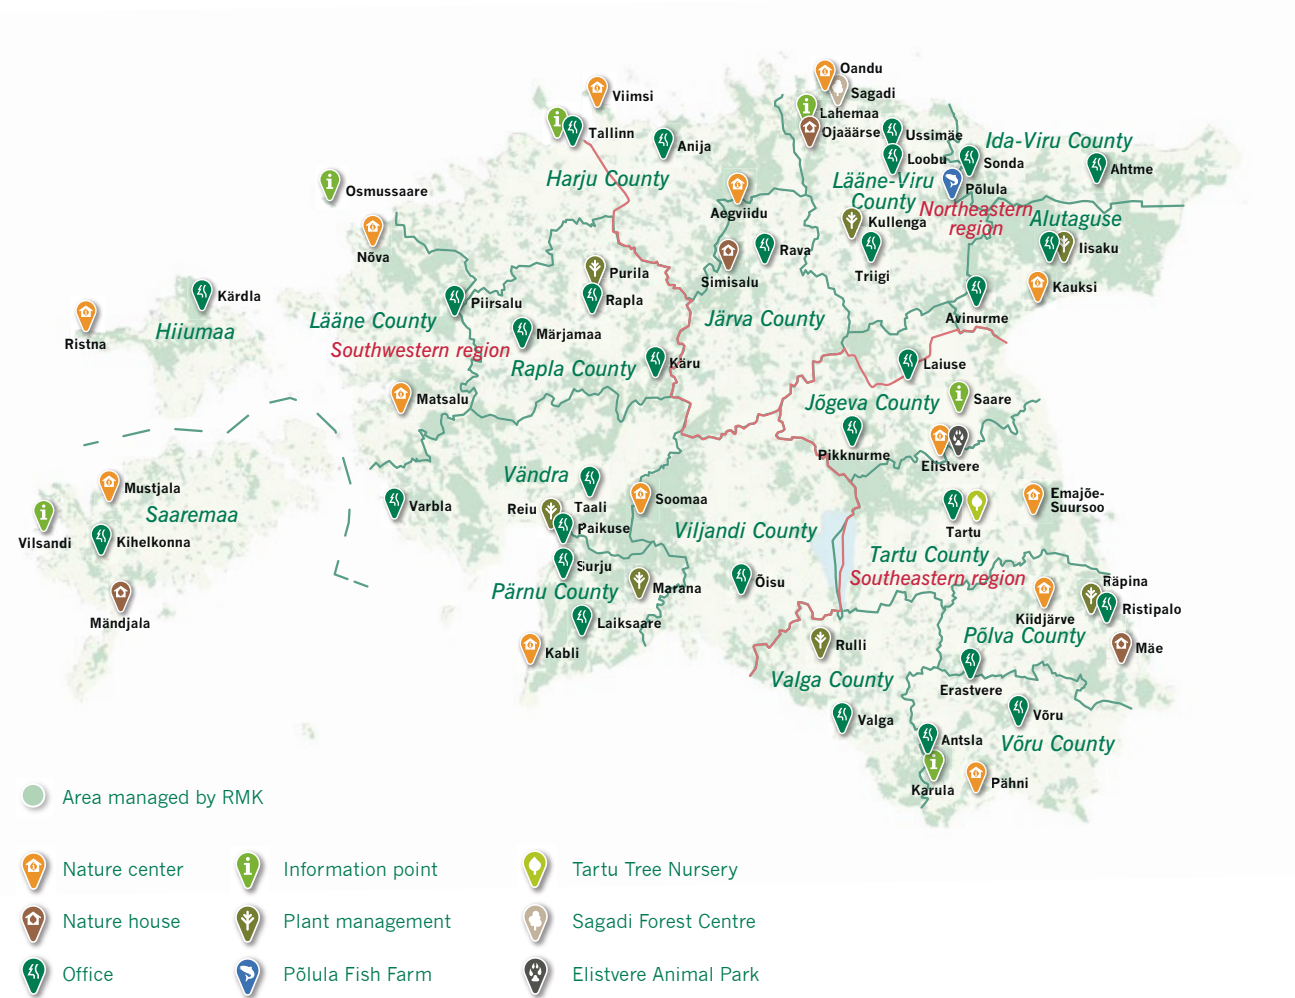 Oandu
Sagadi
Viimsi
Lahemaa
Ojaäärse
Ussimäe
Tallinn
Anija
Ida-Viru County
Loobu
Sonda
Ahtme
Harju County
Lääne-Viru
County
Põlula
Osmussaare
Aegviidu
Northeastern
region
Alutaguse
Kullenga
Nõva
Rava
Iisaku
Purila
Simisalu
Triigi
Kauksi
Kärdla
Piirsalu
Rapla
Avinurme
Ristna
Hiiumaa
Lääne County
Märjamaa
Järva County
Southwestern region
Rapla County
Käru
Laiuse
Matsalu
Jõgeva County
Saare
Pikknurme
Elistvere
Mustjala
Vändra
Soomaa
Emajõe-
Suursoo
Varbla
Reiu
Taali
Saaremaa
Paikuse
Viljandi County
Tartu
Vilsandi
Kihelkonna
Tartu County
Surju
Southeastern region
Pärnu County
Marana
Õisu
Räpina
Ristipalo
Mändjala
Laiksaare
Kiidjärve
Põlva County
Kabli
Rulli
Mäe
Valga County
Erastvere
Valga
Võru
Antsla
Võru County
Karula
Pähni
Area managed by RMK
Nature center
Information point
Tartu Tree Nursery
Nature house
Plant management
Sagadi Forest Centre
Office
Põlula Fish Farm
Elistvere Animal Park